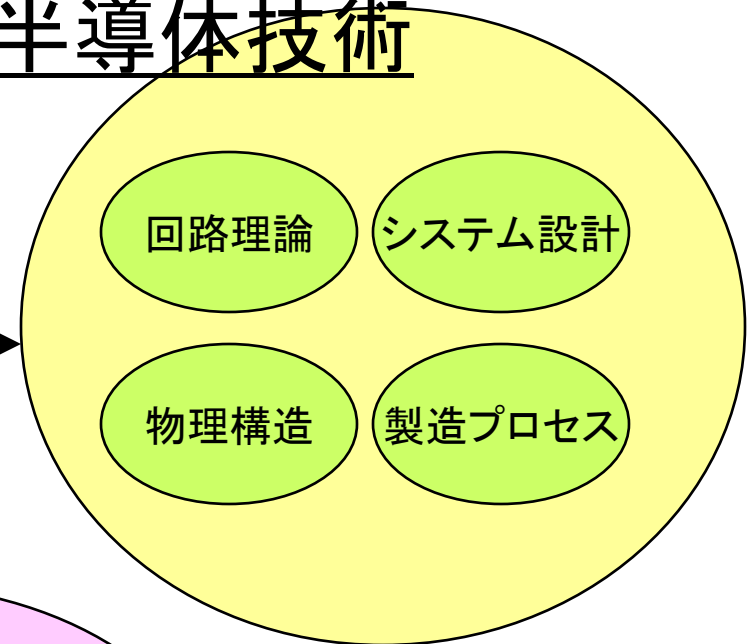 半導体技術
回路理論
システム設計
物理構造
製造プロセス